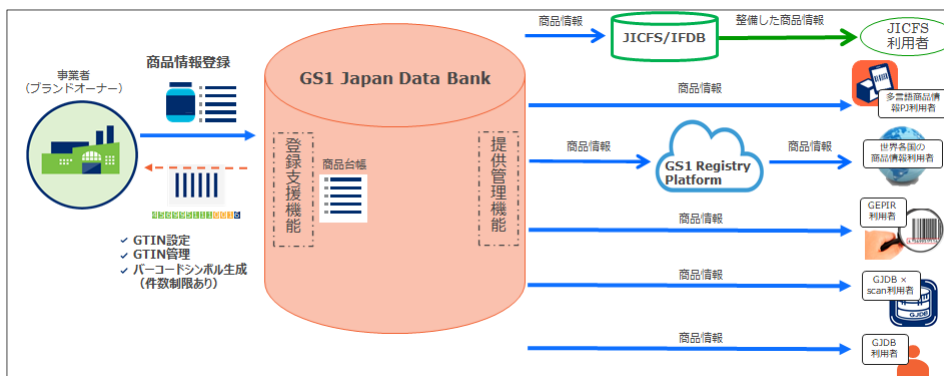 事業者
(ブランドオーナー)
商品情報登録
✓ GTIN設定
✓ GTIN管理
✓ バーコードシンボル生成
(件数制限あり)
GS1 Japan Data Bank
登録支援機能
商品台帳
提供管理機能
商品情報
JICFS/IFDB
整備した商品情報
JICFS
利用者
商品情報
多言語商品情
報PJ利用者
商品情報
GS1 Registry
Platform
商品情報
世界各国の
商品情報利用者
商品情報
GEPIR
利用者
商品情報
GJDB ×
scan利用者
GJDB
商品情報
GJDB
利用者